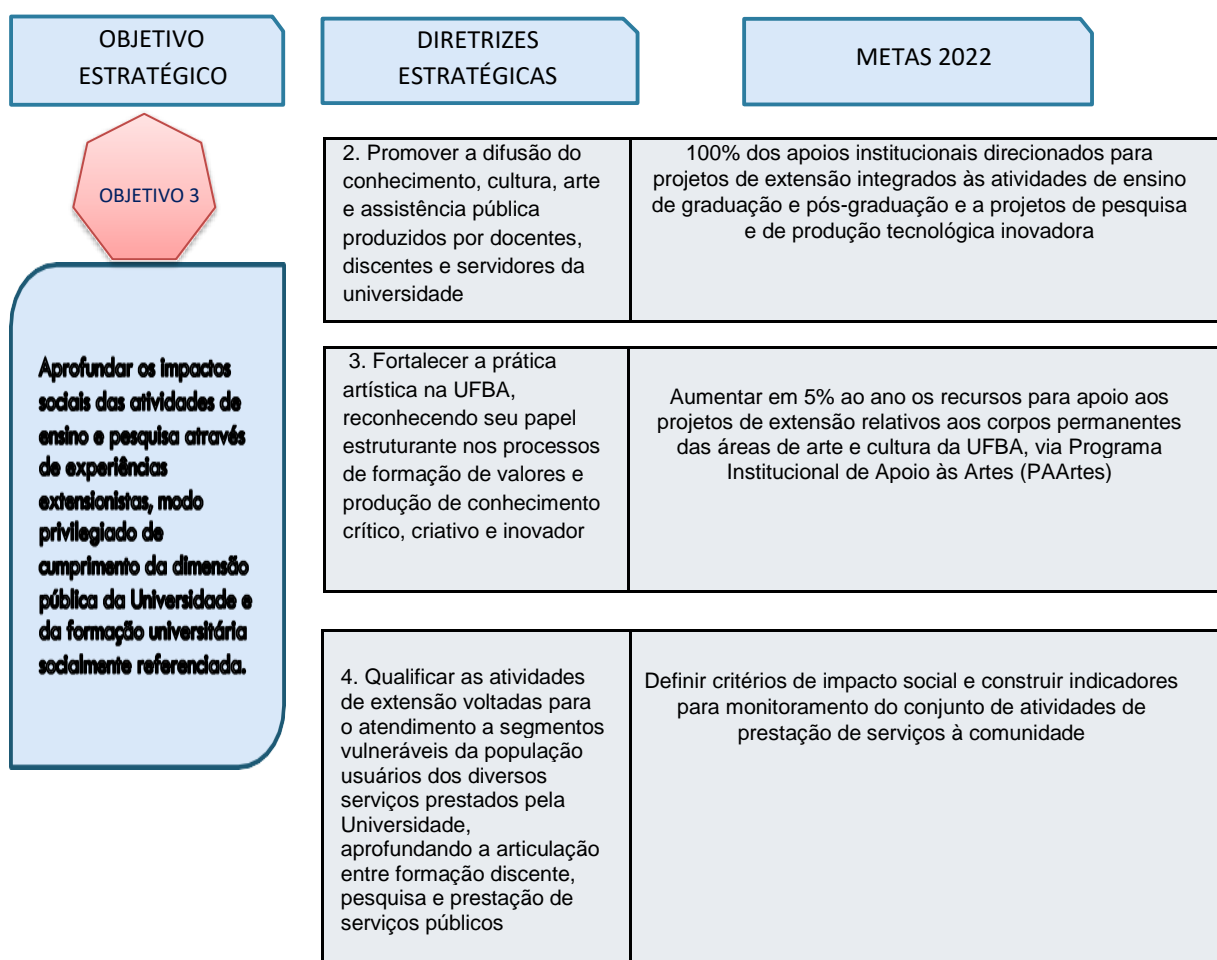 OBJETIVO
ESTRATÉGICO
DIRETRIZES
ESTRATÉGICAS
METAS 2022
OBJETIVO 3
Aprofundar os impactos
sociais das atividades de
ensino e pesquisa através
de experiências
extensionistas, modo
privilegiado de
cumprimento da dimensão
pública da Universidade e
da formação universitária
socialmente referenciada.
2. Promover a difusão do
conhecimento, cultura, arte
e assistência pública
produzidos por docentes,
discentes e servidores da
universidade
100% dos apoios institucionais direcionados para
projetos de extensão integrados às atividades de ensino
de graduação e pós-graduação e a projetos de pesquisa
e de produção tecnológica inovadora
3. Fortalecer a prática
artística na UFBA,
reconhecendo seu papel
estruturante nos processos
de formação de valores e
produção de conhecimento
crítico, criativo e inovador
Aumentar em 5% ao ano os recursos para apoio aos
projetos de extensão relativos aos corpos permanentes
das áreas de arte e cultura da UFBA, via Programa
Institucional de Apoio às Artes (PAArtes)
4. Qualificar as atividades
de extensão voltadas para
o atendimento a segmentos
vulneráveis da população
usuários dos diversos
serviços prestados pela
Universidade,
aprofundando a articulação
entre formação discente,
pesquisa e prestação de
serviços públicos
Definir critérios de impacto social e construir indicadores
para monitoramento do conjunto de atividades de
prestação de serviços à comunidade